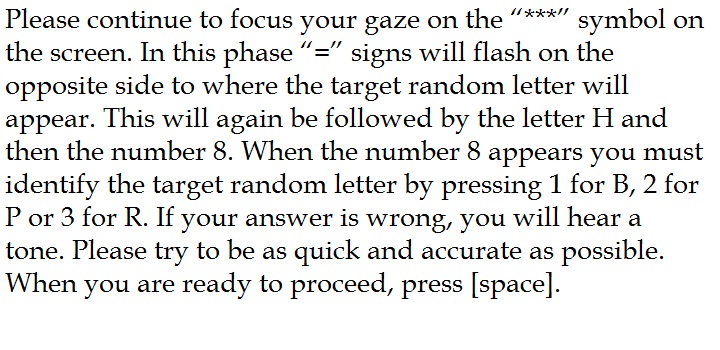 Please continue to focus your gaze on the “***” symbol on
the screen. In this phase “=” signs will flash on the
opposite side to where the target random letter will
appear. This will again be followed by the letter H and
then the number 8. When the number 8 appears you must
identify the target random letter by pressing 1 for B, 2 for
P or 3 for R. If your answer is wrong, you will hear a
tone. Please try to be as quick and accurate as possible.
When you are ready to proceed, press [space].